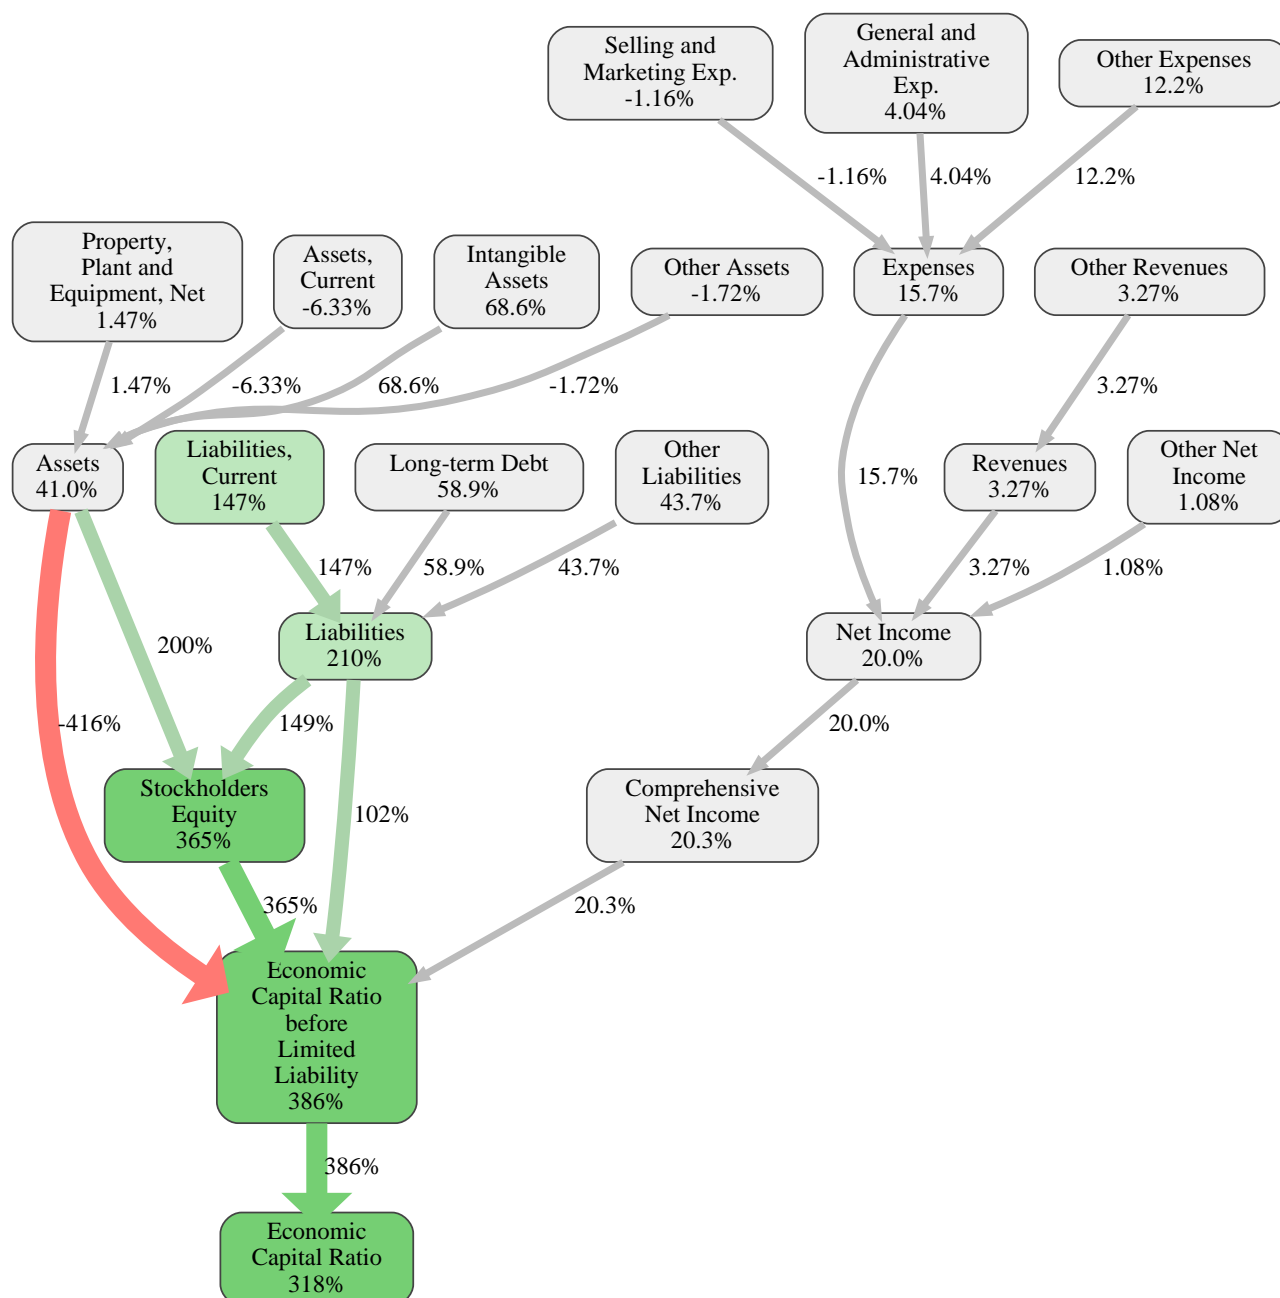 Selling and
Marketing Exp.
-1.16%
General and
Administrative
Exp.
4.04%
Other Expenses
12.2%
-1.16%
4.04%
12.2%
Property,
Plant and
Equipment, Net
1.47%
Assets,
Current
-6.33%
Intangible
Assets
68.6%
Other Assets
-1.72%
Expenses
15.7%
Other Revenues
3.27%
1.47%
-6.33%
68.6%
-1.72%
3.27%
Assets
41.0%
Liabilities,
Current
147%
Long-term Debt
58.9%
Other
Liabilities
43.7%
15.7%
Revenues
3.27%
Other Net
Income
1.08%
147%
58.9%
43.7%
3.27%
1.08%
Liabilities
210%
Net Income
20.0%
200%
-416%
149%
20.0%
Stockholders
Equity
365%
102%
Comprehensive
Net Income
20.3%
365%
20.3%
Economic
Capital Ratio
before
Limited
Liability
386%
386%
Economic
Capital Ratio
318%